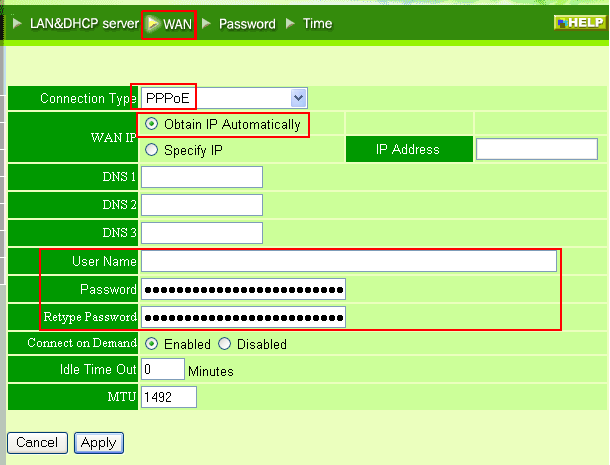 LAN&DHCP server WAN Password Time HELP
Connection Type PPPoE
WAN IP Obtain IP Automatically
Specify IP IP Address
DNS 1
DNS 2
DNS 3
User Name
Password ●●●●●●●●●●●●●●●●●●●●●●●●●
Retype Password ●●●●●●●●●●●●●●●●●●●●●●●●●
Connect on Demand Enabled Disabled
Idle Time Out 0 Minutes
MTU 1492
Cancel Apply